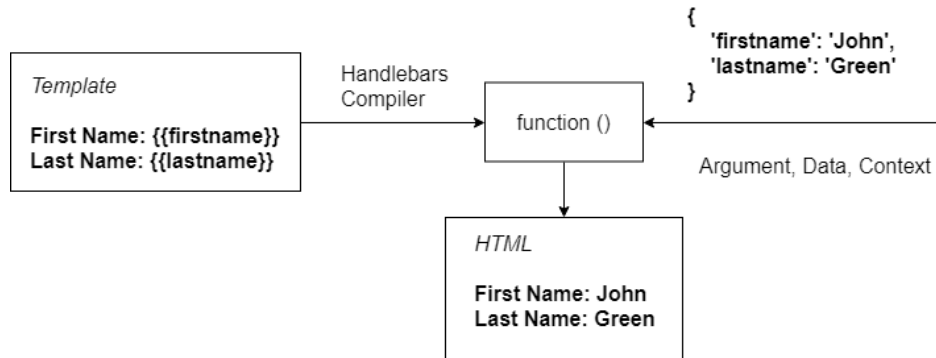 Template
First Name: {{firstname}}
Last Name: {{lastname}}
Handlebars
Compiler
function ()
{
'firstname': 'John',
'lastname': 'Green'
}
Argument, Data, Context
HTML
First Name: John
Last Name: Green